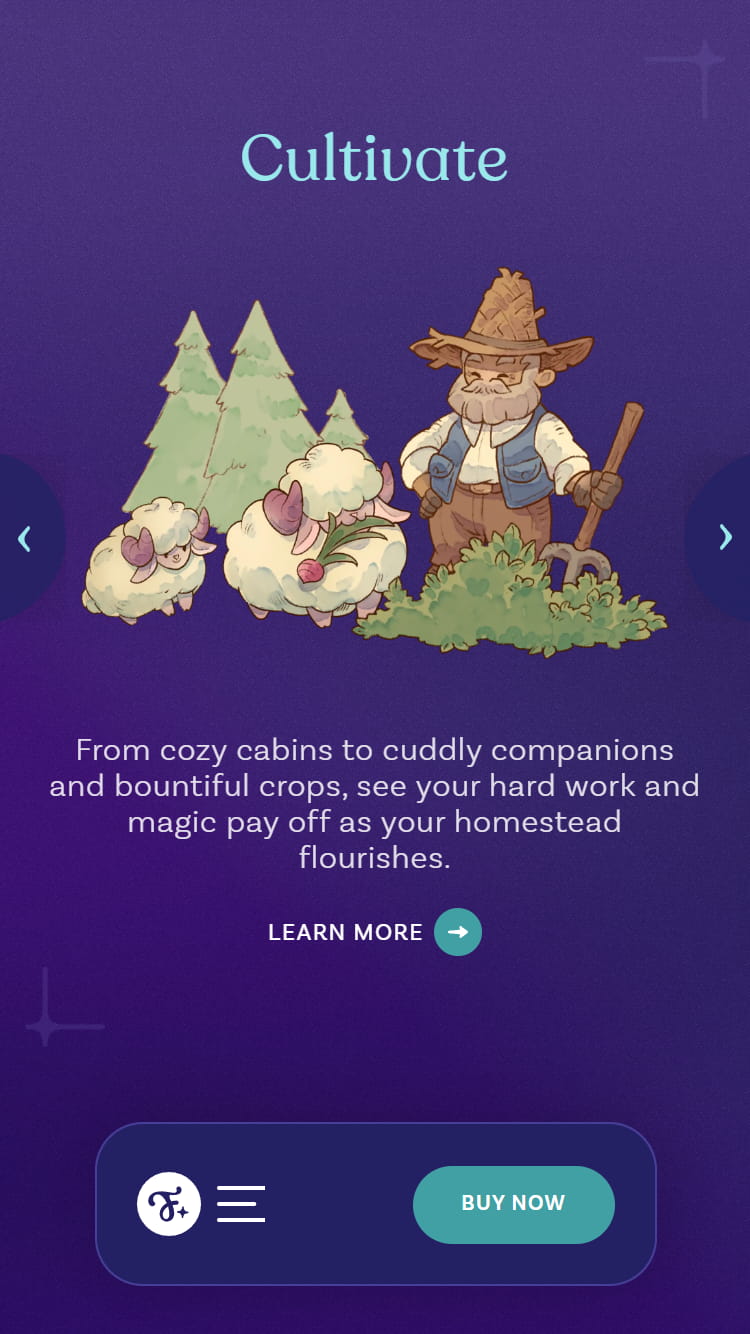 Cultivate
From cozy cabins to cuddly companions
and bountiful crops, see your hard work and
magic pay off as your homestead
flourishes.
LEARN MORE
F
BUY NOW